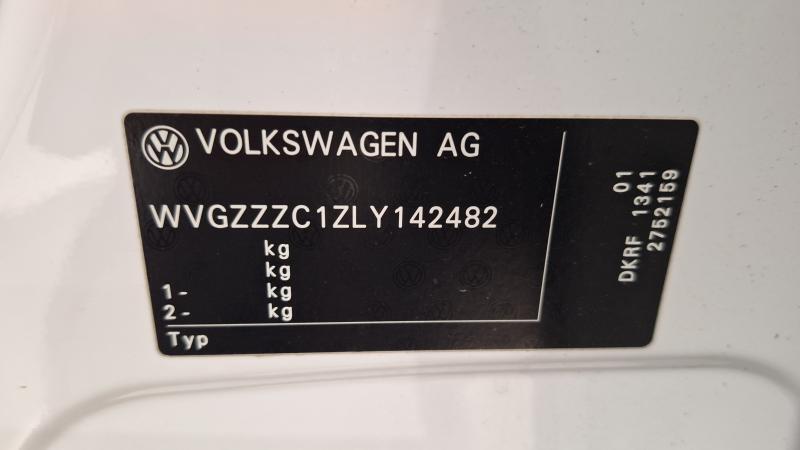 VOLKSWAGEN AG
WVGZZZC1ZLY142482
kg
kg
1- kg
2- kg
Typ
01
DKRF 1341
2752159